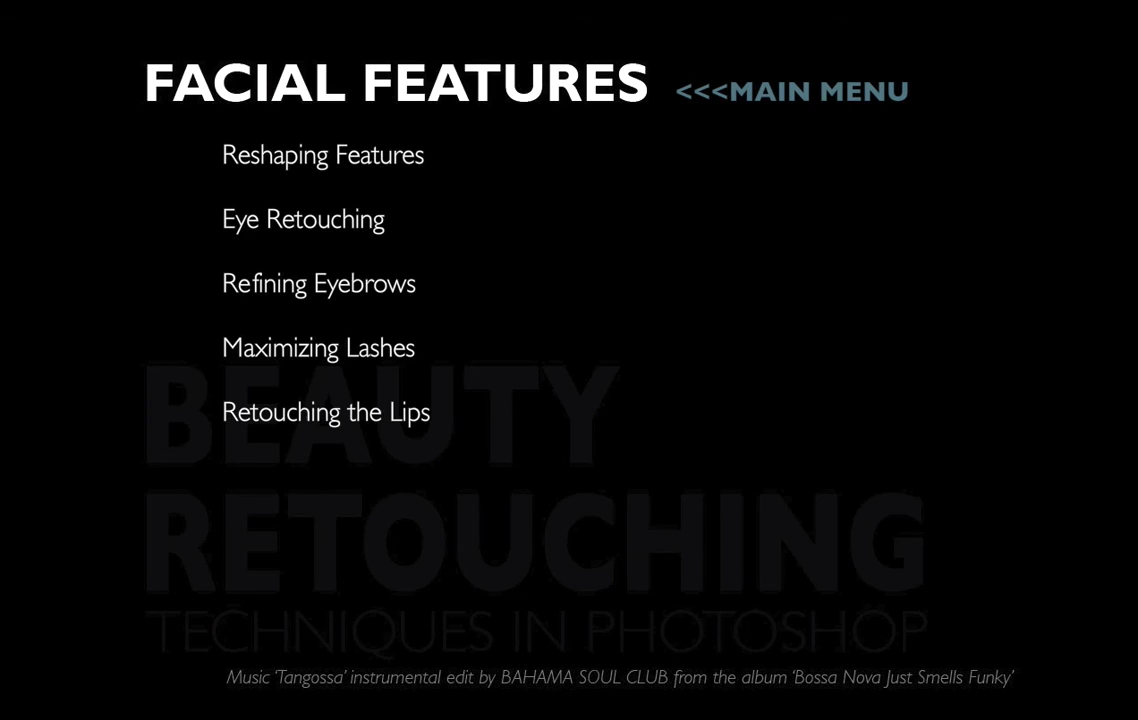 FACIAL FEATURES <<<MAIN MENU
Reshaping Features
Eye Retouching
Refining Eyebrows
Maximizing Lashes
Retouching the Lips
BEAUTY
RETOUCHING
TECHNIQUES IN PHOTOSHOP
Music ‘Tangossa’ instrumental edit by BAHAMA SOUL CLUB from the album ‘Bossa Nova Just Smells Funky’